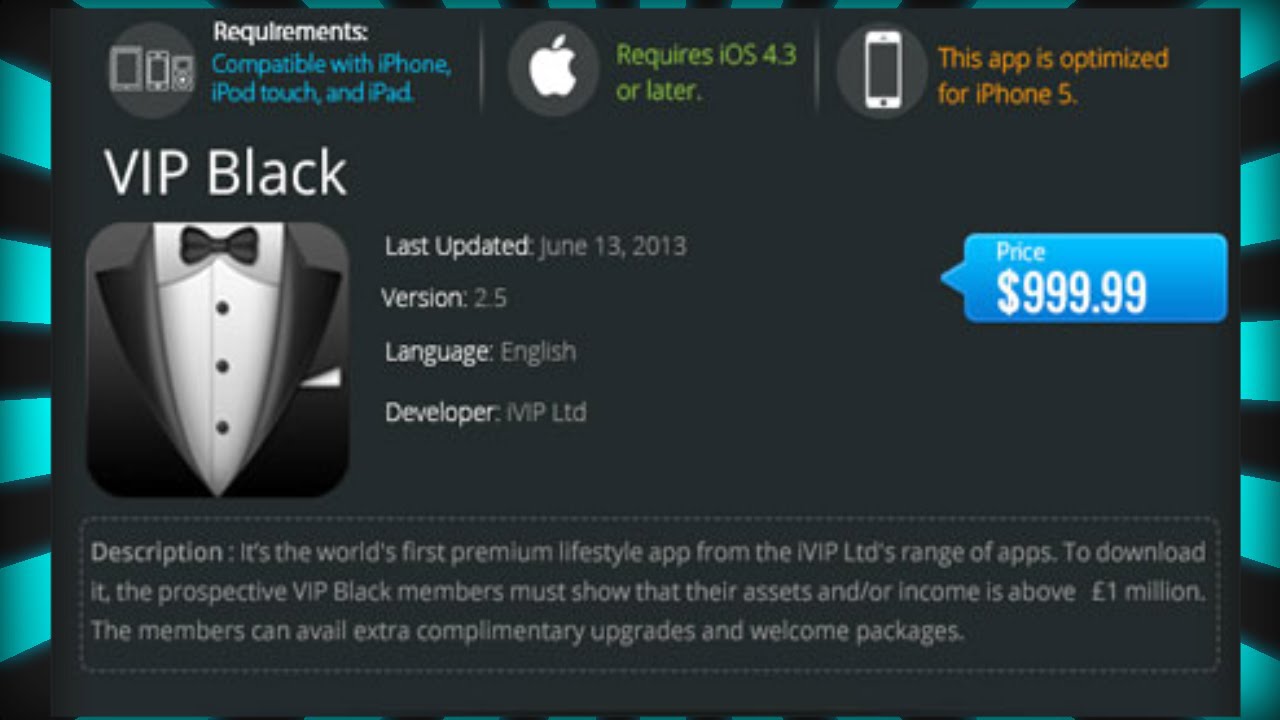 Requirements:
Compatible with iPhone,
iPod touch, and iPad.
Requires iOS 4.3
or later.
This app is optimized
for iPhone 5.
VIP Black
Last Updated: June 13, 2013
Version: 2.5
Language: English
Developer: iVIP Ltd
Price
$999.99
Description : It's the world's first premium lifestyle app from the iVIP Ltd's range of apps. To download
it, the prospective VIP Black members must show that their assets and/or income is above £1 million.
The members can avail extra complimentary upgrades and welcome packages.